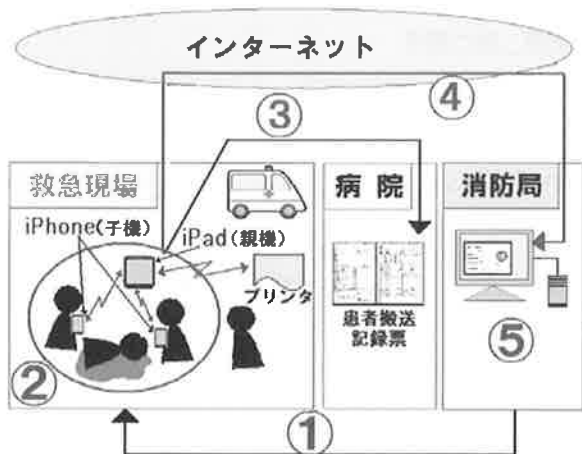 インターネット
④
③
救急現場
病 院
消防局
iPhone(子機)
iPad(親機)
プリンタ
患者搬送
記録票
⑤
②
①